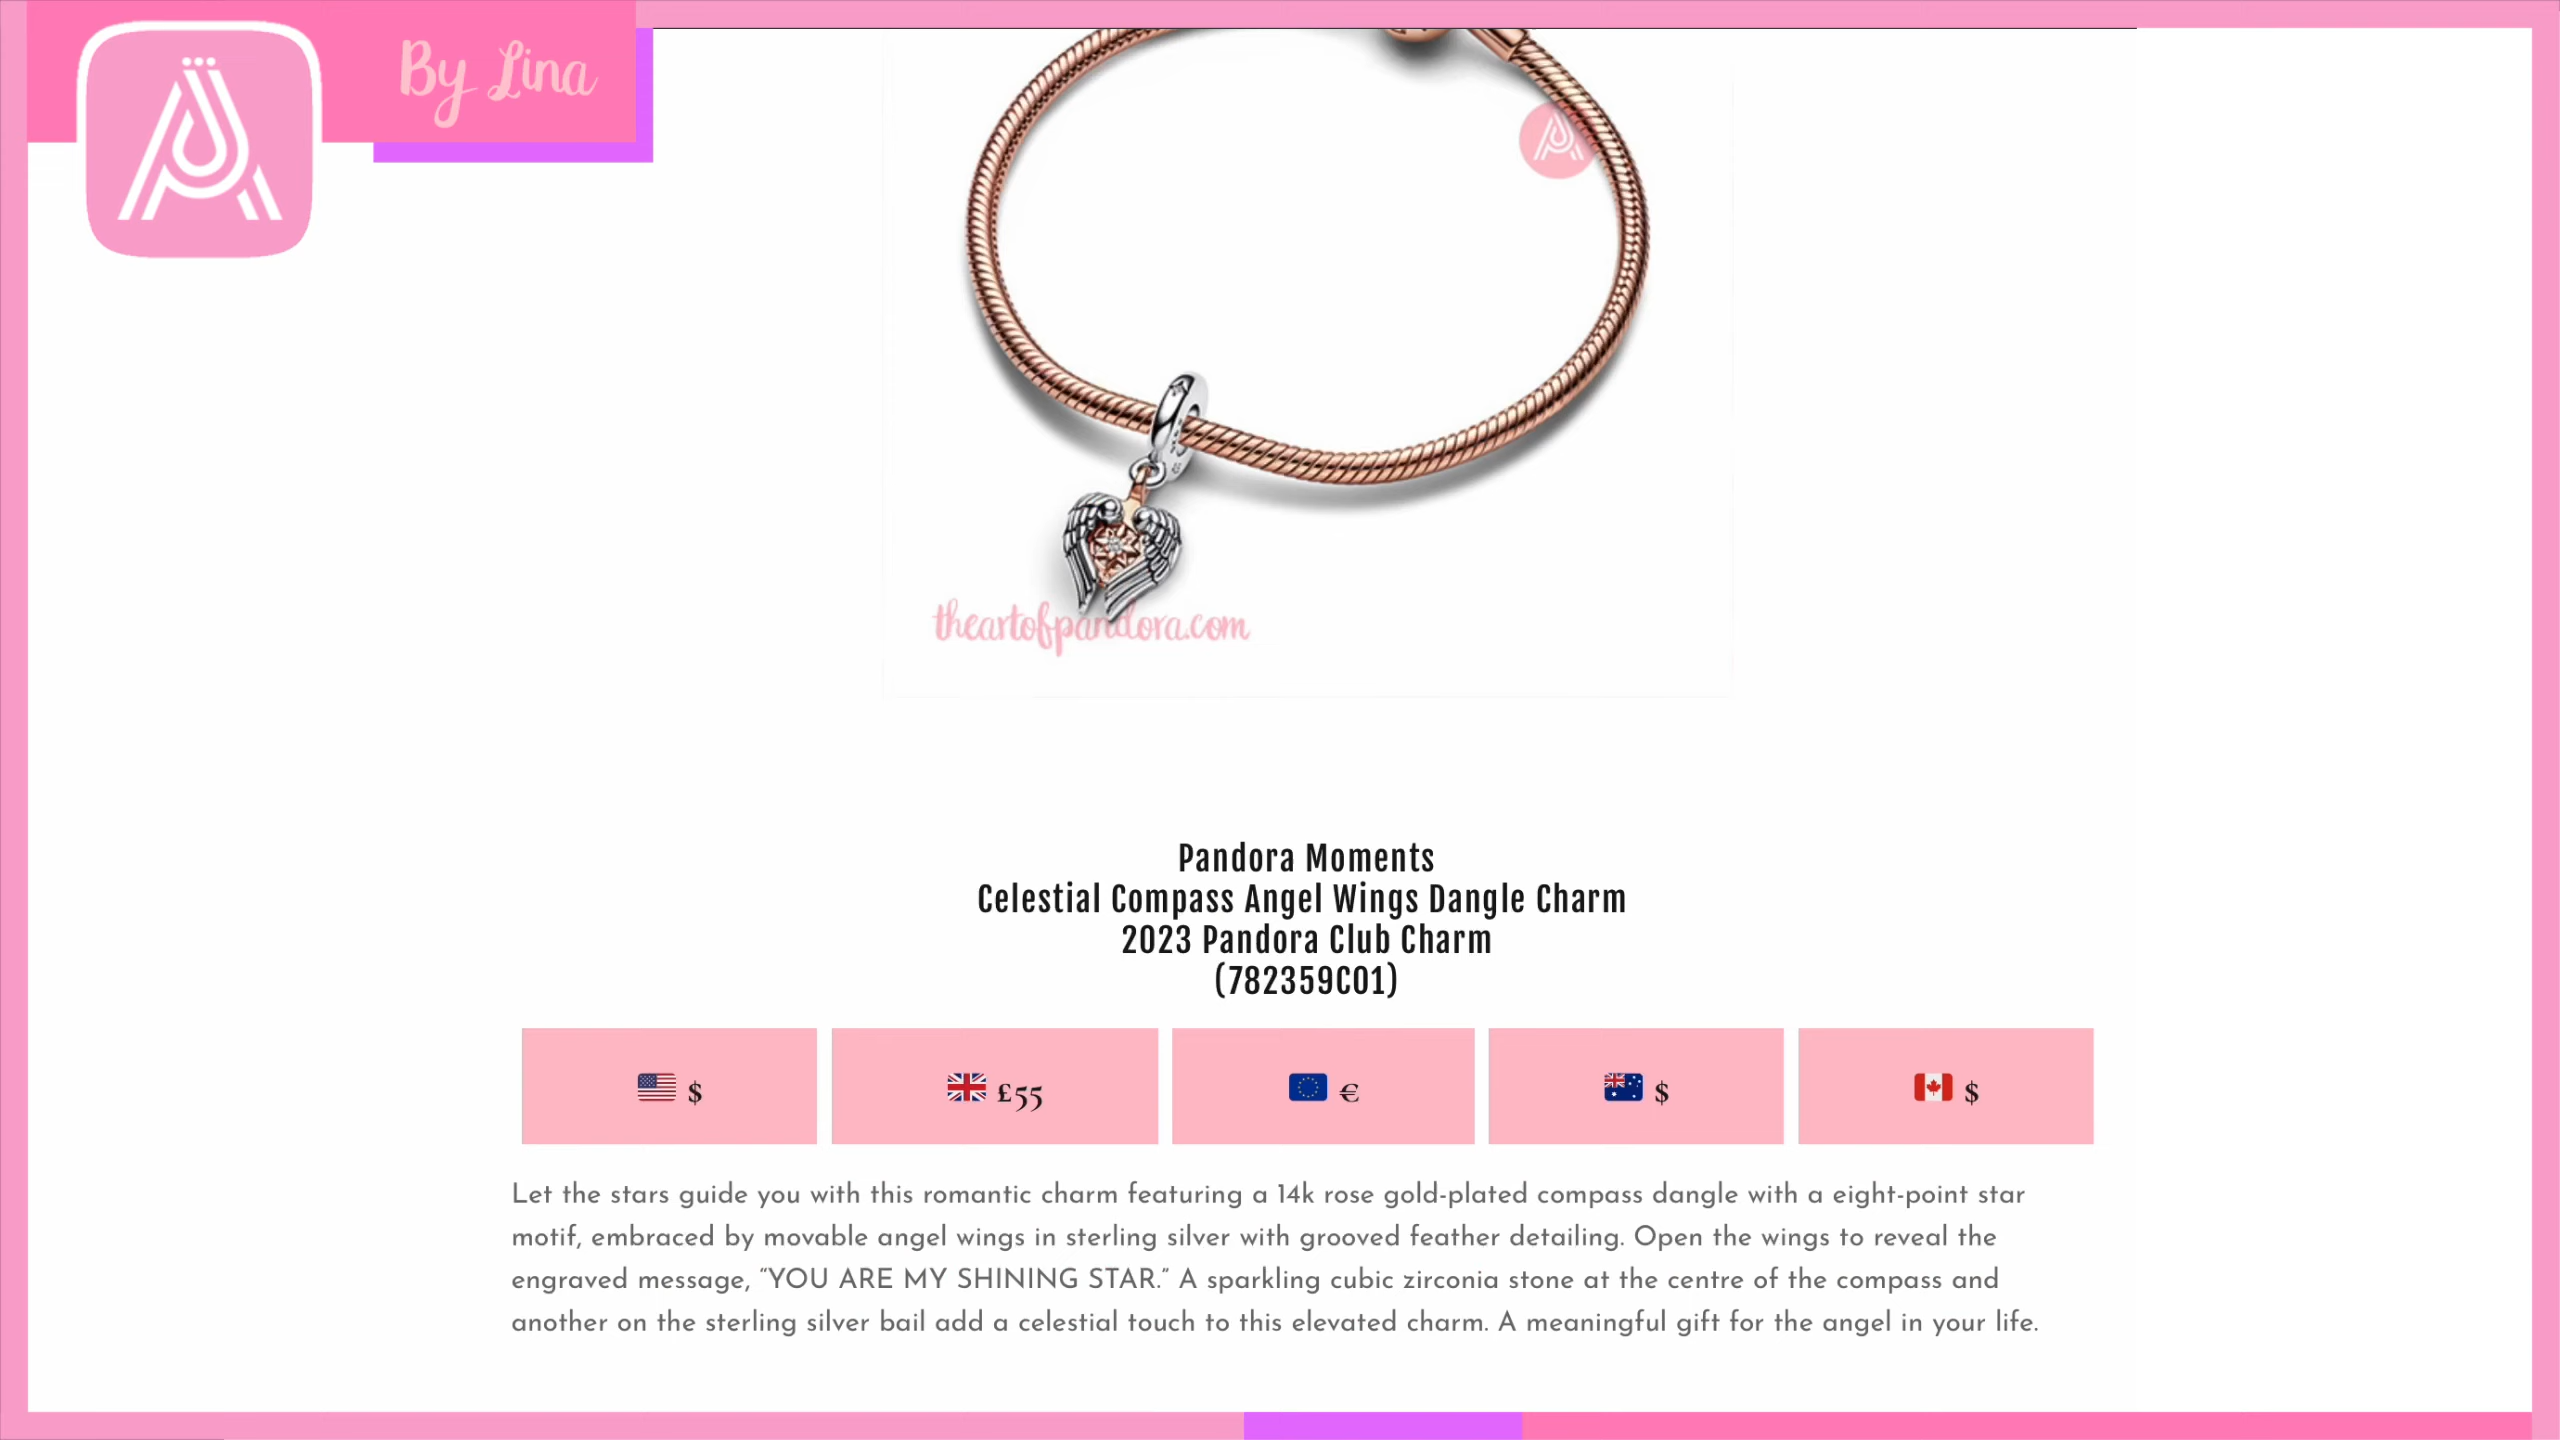 By Lina
theartofpandora.com
Pandora Moments
Celestial Compass Angel Wings Dangle Charm
2023 Pandora Club Charm
(782359C01)
$
£55
€
$
$
Let the stars guide you with this romantic charm featuring a 14k rose gold-plated compass dangle with a eight-point star
motif, embraced by movable angel wings in sterling silver with grooved feather detailing. Open the wings to reveal the
engraved message, “YOU ARE MY SHINING STAR.” A sparkling cubic zirconia stone at the centre of the compass and
another on the sterling silver bail add a celestial touch to this elevated charm. A meaningful gift for the angel in your life.